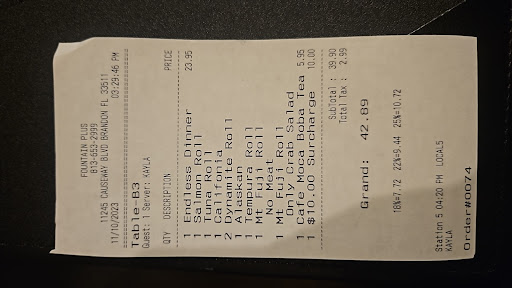 FOUNTAIN PLUS
813-653-2999
11245 CAUSEWAY BLVD BRANDON FL 33511
11/10/2023 03:29:46 PM
Table-B3
Guest: 1 Server: KAYLA
QTY DESCRIPTION PRICE
1 Endless Dinner 23.95
1 Salmon Roll
1 Tuna Roll
1 California
2 Dynamite Roll
1 Alaskan
1 Tempura Roll
1 Mt Fuji Roll
No Meat
1 Mt Fuji Roll
Only Crab Salad
1 Cafe Moca Boba Tea 5.95
1 $10.00 Surcharge 10.00
SubTotal : 39.90
Total Tax : 2.99
Grand: 42.89
18%=7.72 22%=9.44 25%=10.72
Station 5 04:20 PM LOCAL5
KAYLA
Order#0074